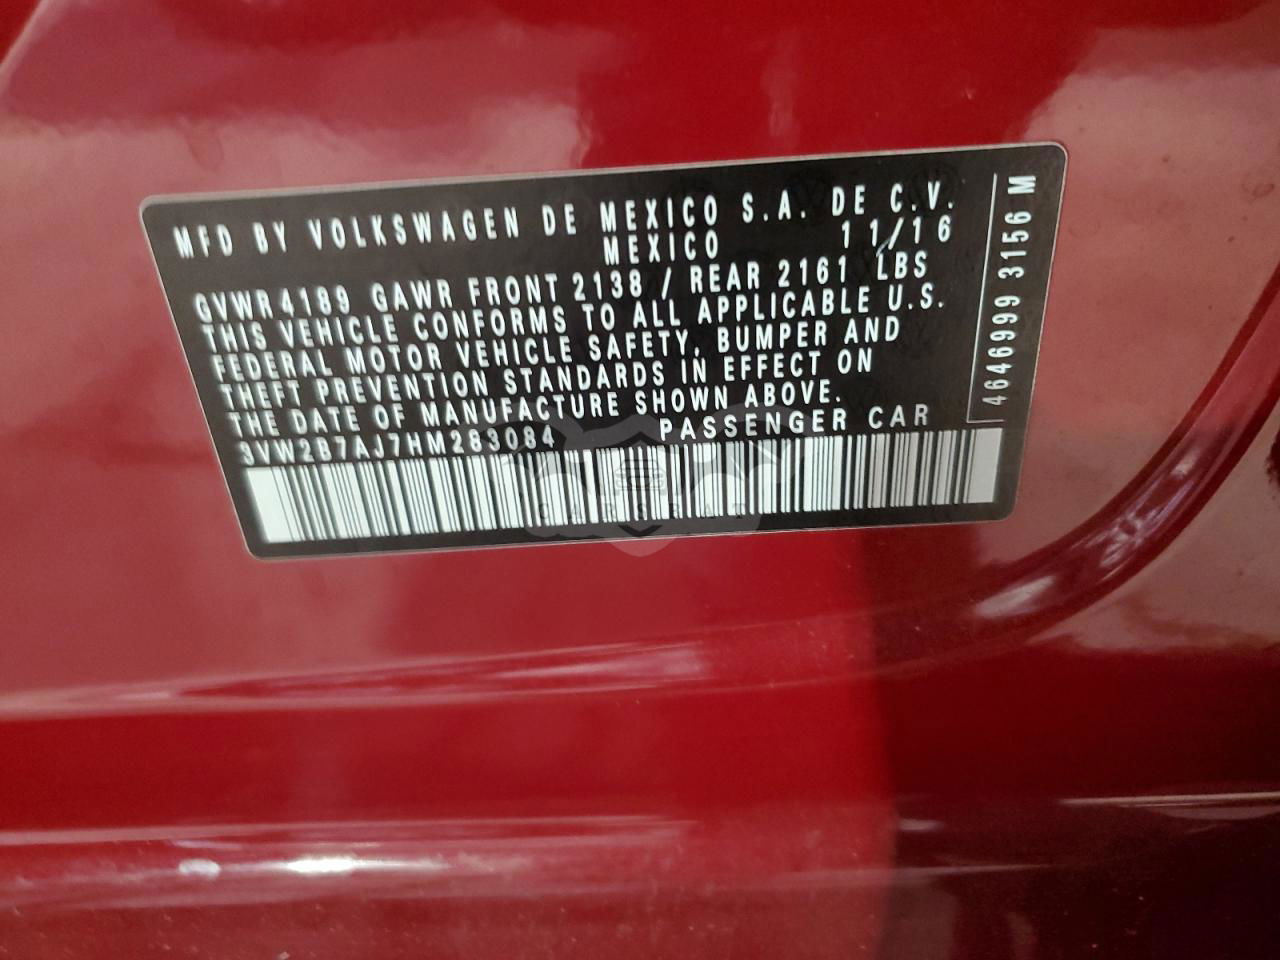 MFD BY VOLKSWAGEN DE MEXICO S.A. DE C.V.
MEXICO 11/16
GVWR4189 GAWR FRONT 2138 / REAR 2161 LBS
THIS VEHICLE CONFORMS TO ALL APPLICABLE U.S.
FEDERAL MOTOR VEHICLE SAFETY, BUMPER AND
THEFT PREVENTION STANDARDS IN EFFECT ON
THE DATE OF MANUFACTURE SHOWN ABOVE.
3VW2B7AJ7HM283084 PASSENGER CAR
4646999 3156 M